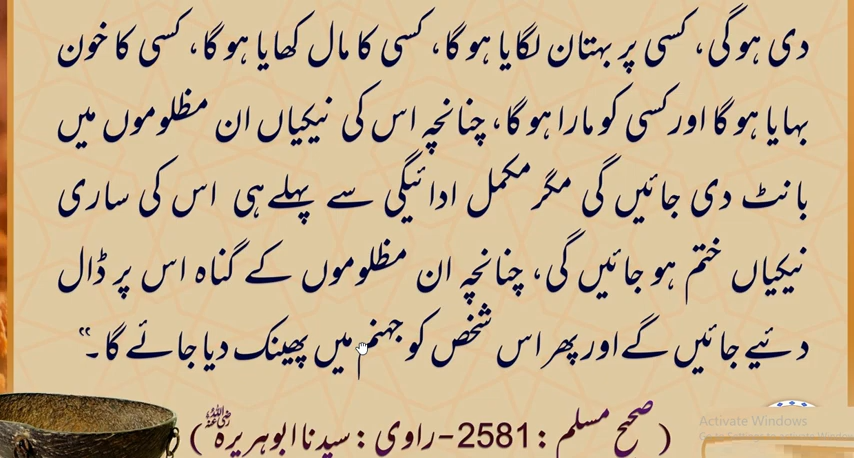 دی ہوگی، کسی پر بہتان لگایا ہوگا، کسی کا مال کھایا ہوگا، کسی کا خون
بہایا ہوگا اور کسی کو مارا ہوگا، چنانچہ اس کی نیکیاں ان مظلوموں میں
بانٹ دی جائیں گی مگر مکمل ادائیگی سے پہلے ہی اس کی ساری
نیکیاں ختم ہو جائیں گی، چنانچہ ان مظلوموں کے گناہ اس پر ڈال
دئیے جائیں گے اور پھر اس شخص کو جہنم میں پھینک دیا جائے گا۔“
(صحیح مسلم : 2581- راوی : سیدنا ابوہریرہ رضی اللہ عنہ)
Activate Windows